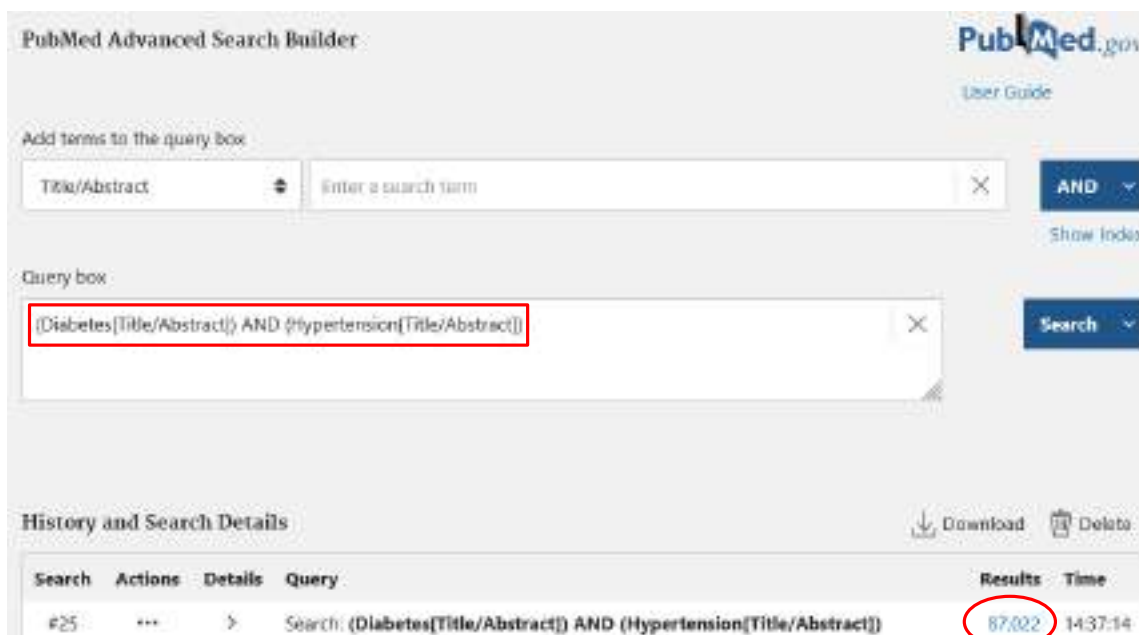 PubMed Advanced Search Builder
PubMed.gov
User Guide
Add terms to the query box
Title/Abstract
Enter a search term
AND
Show Index
Query box
(Diabetes[Title/Abstract]) AND (Hypertension[Title/Abstract])
Search
History and Search Details
Download
Delete
Search Actions Details Query Results Time
#25 ••• > Search: (Diabetes[Title/Abstract]) AND (Hypertension[Title/Abstract]) 87,022 14:37:14